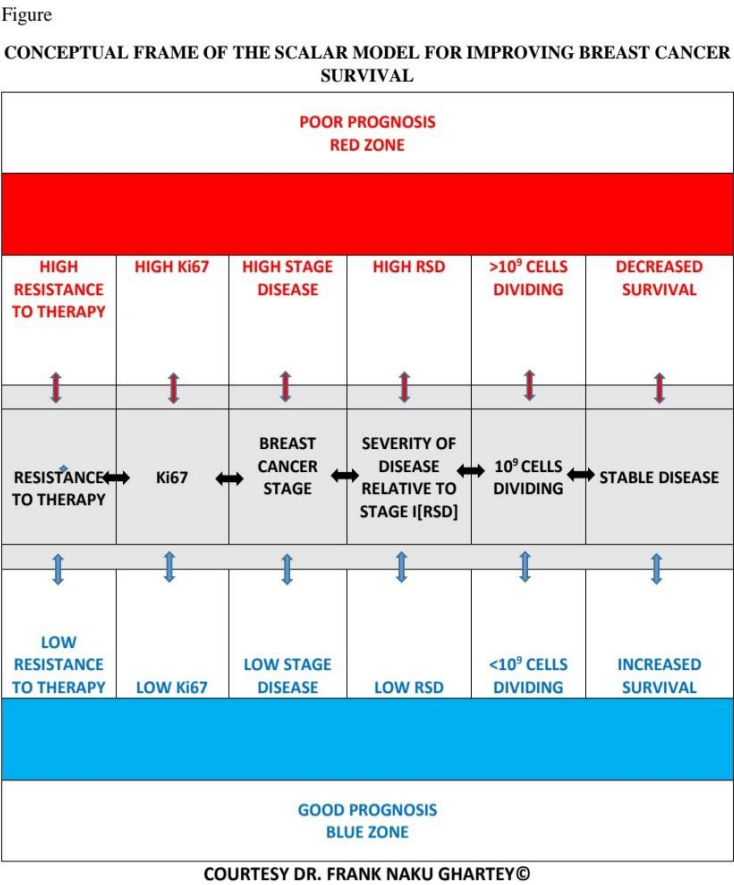 Figure
CONCEPTUAL FRAME OF THE SCALAR MODEL FOR IMPROVING BREAST CANCER
SURVIVAL
POOR PROGNOSIS
RED ZONE
HIGH
RESISTANCE
TO THERAPY
HIGH Ki67
HIGH STAGE
DISEASE
HIGH RSD
>10⁹ CELLS
DIVIDING
DECREASED
SURVIVAL
RESISTANCE
TO THERAPY
Ki67
BREAST
CANCER
STAGE
SEVERITY OF
DISEASE
RELATIVE TO
STAGE I[RSD]
10⁹ CELLS
DIVIDING
STABLE DISEASE
LOW
RESISTANCE
TO THERAPY
LOW Ki67
LOW STAGE
DISEASE
LOW RSD
<10⁹ CELLS
DIVIDING
INCREASED
SURVIVAL
GOOD PROGNOSIS
BLUE ZONE
COURTESY DR. FRANK NAKU GHARTEY©